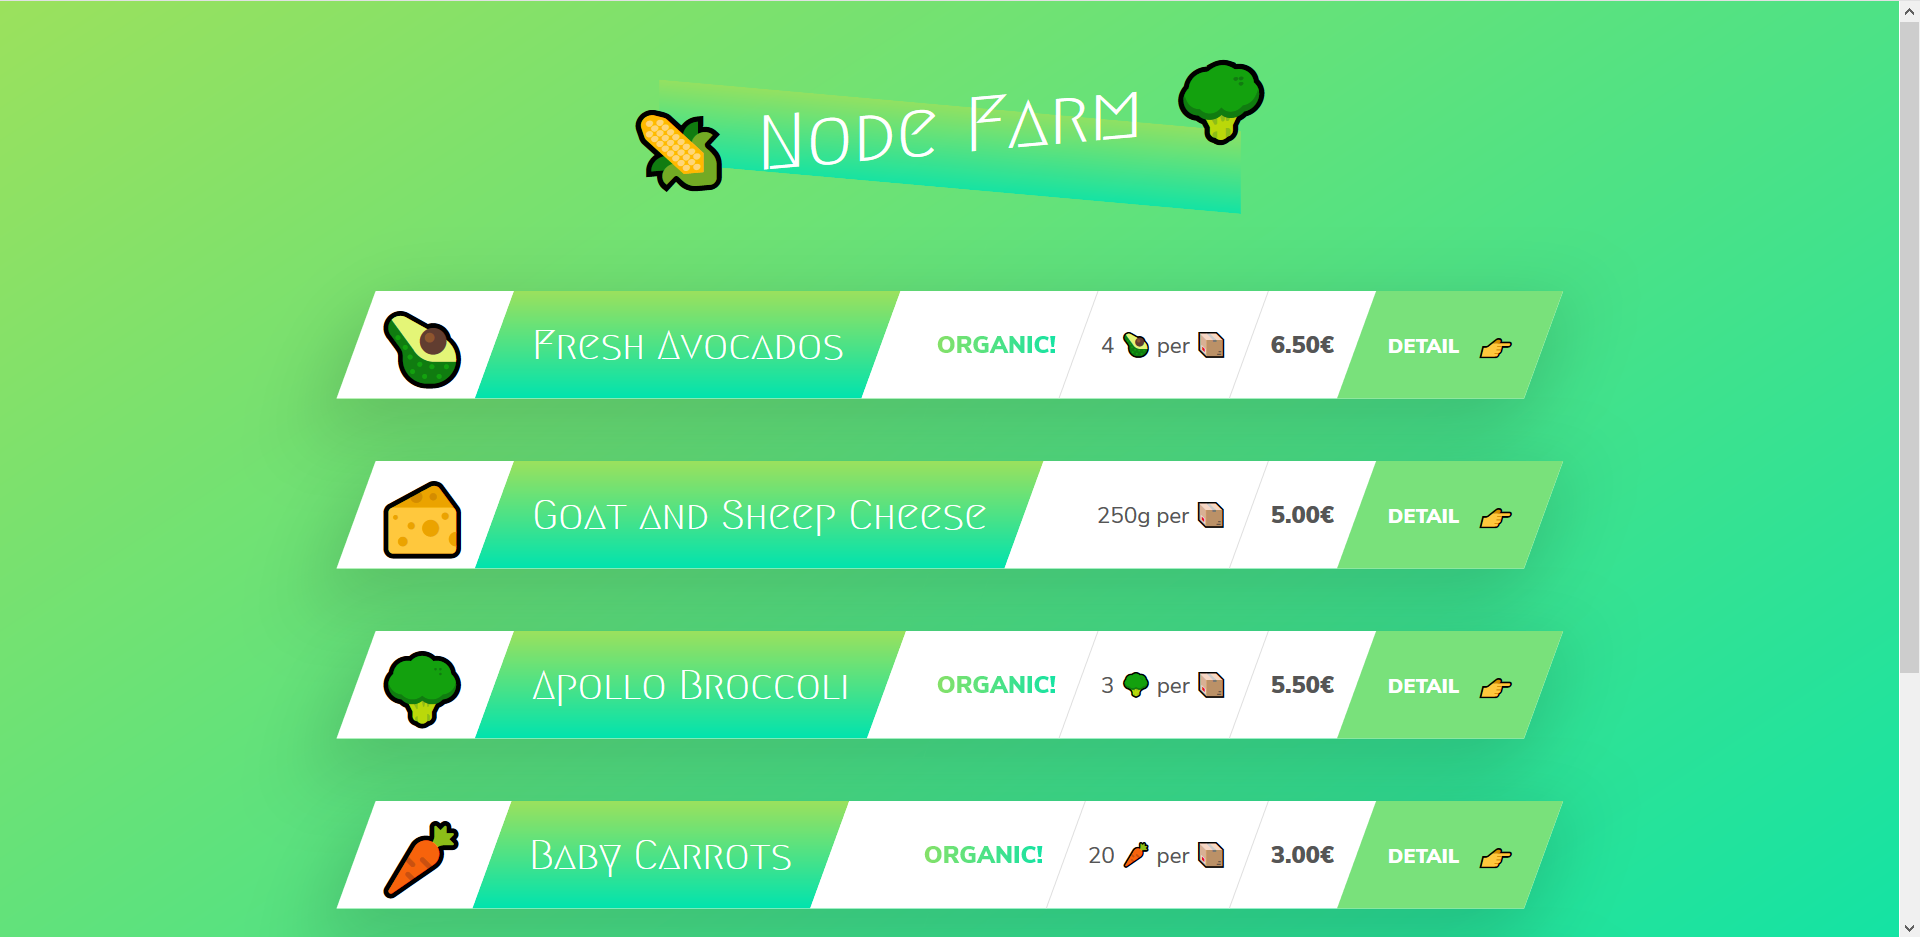 🌽 Node Farm 🥦
🥑 Fresh Avocados ORGANIC! 4 🥑 per 📦 6.50€ DETAIL 👉
🧀 Goat and Sheep Cheese 250g per 📦 5.00€ DETAIL 👉
🥦 Apollo Broccoli ORGANIC! 3 🥦 per 📦 5.50€ DETAIL 👉
🥕 Baby Carrots ORGANIC! 20 🥕 per 📦 3.00€ DETAIL 👉